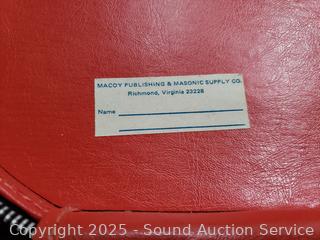 MACOY PUBLISHING & MASONIC SUPPLY CO.
Richmond, Virginia 23228
Name
Copyright 2025 - Sound Auction Service